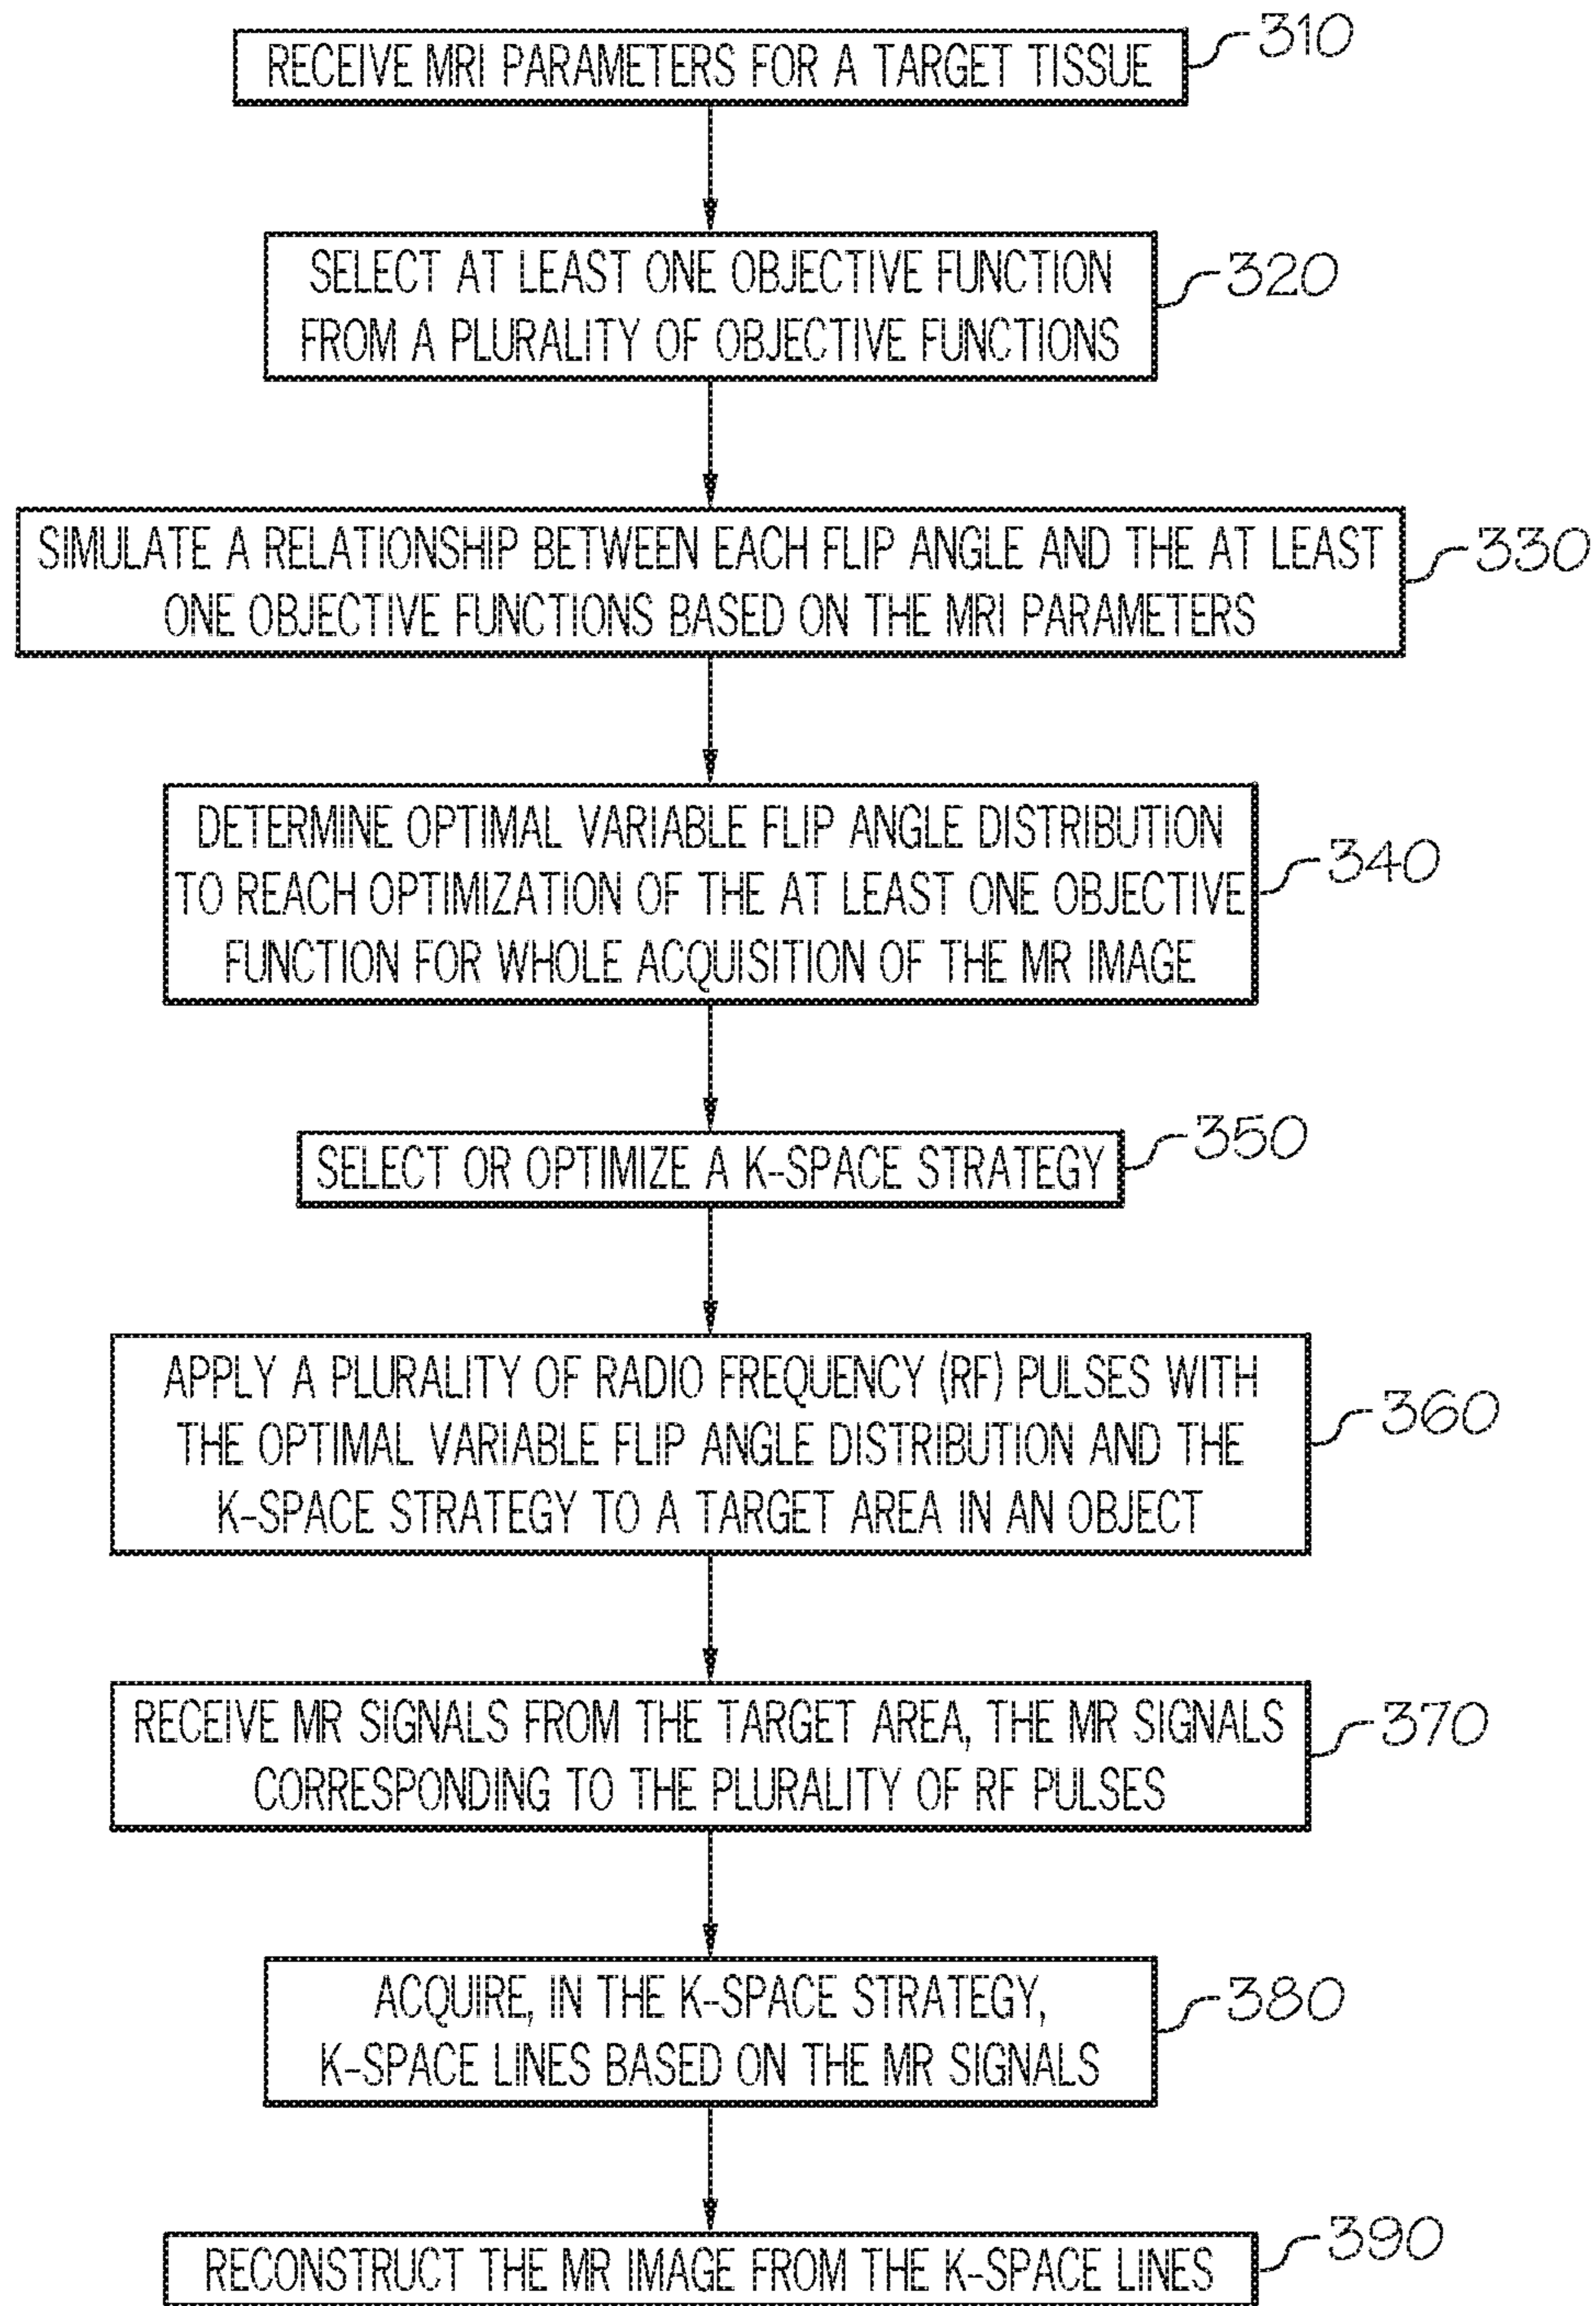 RECEIVE MRI PARAMETERS FOR A TARGET TISSUE
310
SELECT AT LEAST ONE OBJECTIVE FUNCTION
FROM A PLURALITY OF OBJECTIVE FUNCTIONS
320
SIMULATE A RELATIONSHIP BETWEEN EACH FLIP ANGLE AND THE AT LEAST
ONE OBJECTIVE FUNCTIONS BASED ON THE MRI PARAMETERS
330
DETERMINE OPTIMAL VARIABLE FLIP ANGLE DISTRIBUTION
TO REACH OPTIMIZATION OF THE AT LEAST ONE OBJECTIVE
FUNCTION FOR WHOLE ACQUISITION OF THE MR IMAGE
340
SELECT OR OPTIMIZE A K-SPACE STRATEGY
350
APPLY A PLURALITY OF RADIO FREQUENCY (RF) PULSES WITH
THE OPTIMAL VARIABLE FLIP ANGLE DISTRIBUTION AND THE
K-SPACE STRATEGY TO A TARGET AREA IN AN OBJECT
360
RECEIVE MR SIGNALS FROM THE TARGET AREA, THE MR SIGNALS
CORRESPONDING TO THE PLURALITY OF RF PULSES
370
ACQUIRE, IN THE K-SPACE STRATEGY,
K-SPACE LINES BASED ON THE MR SIGNALS
380
RECONSTRUCT THE MR IMAGE FROM THE K-SPACE LINES
390